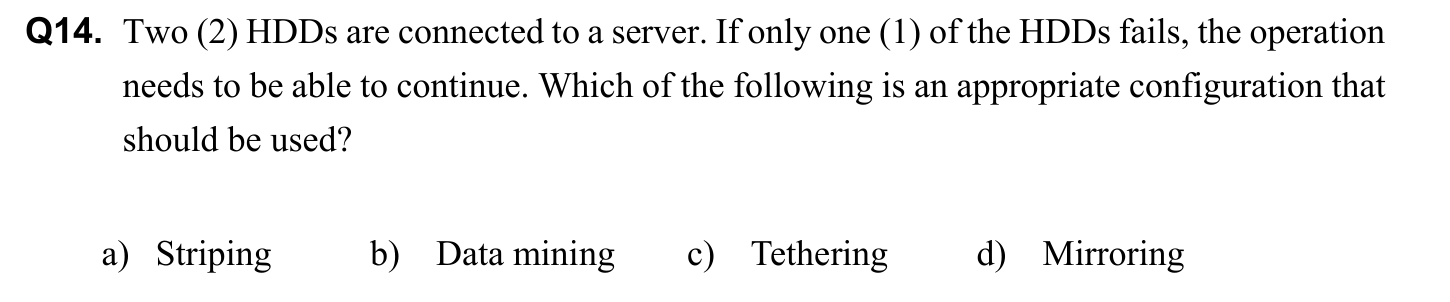 Q14. Two (2) HDDs are connected to a server. If only one (1) of the HDDs fails, the operation
needs to be able to continue. Which of the following is an appropriate configuration that
should be used?
a) Striping b) Data mining c) Tethering d) Mirroring